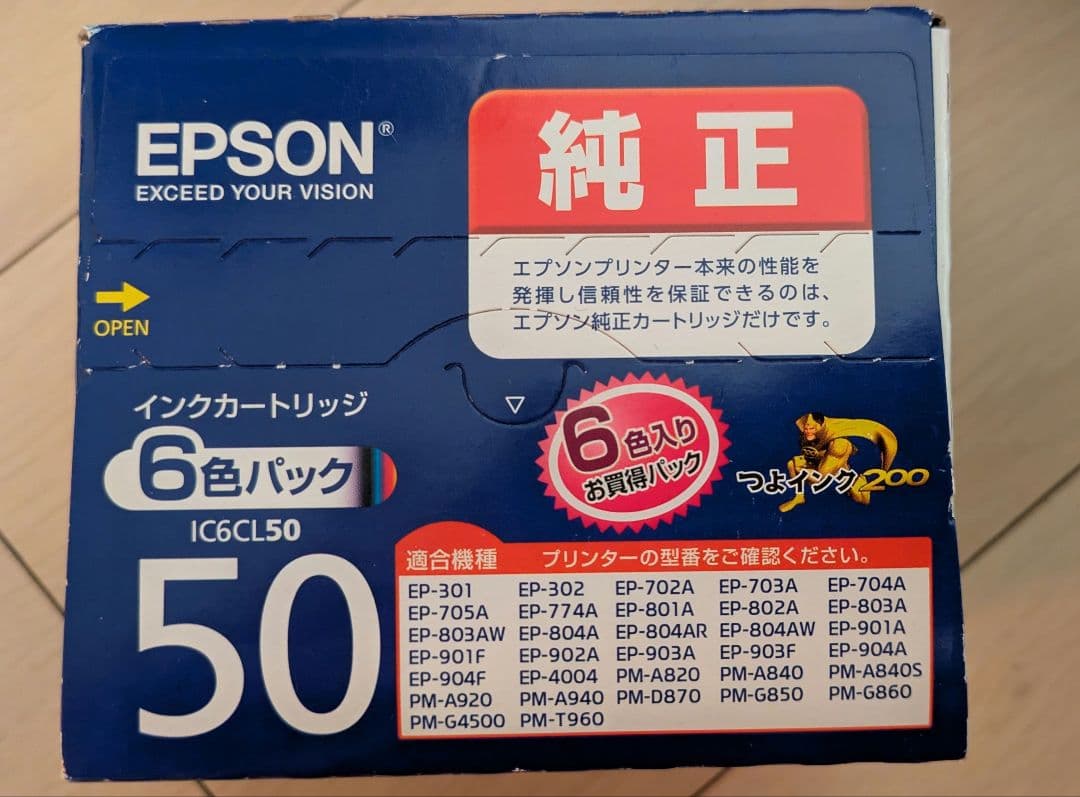 EPSON®
EXCEED YOUR VISION
純正
エプソンプリンター本来の性能を
発揮し信頼性を保証できるのは、
エプソン純正カートリッジだけです。
OPEN
インクカートリッジ
6色パック
IC6CL50
50
6色入り
お買得パック
つよインク200
適合機種 プリンターの型番をご確認ください。
EP-301 EP-302 EP-702A EP-703A EP-704A
EP-705A EP-774A EP-801A EP-802A EP-803A
EP-803AW EP-804A EP-804AR EP-804AW EP-901A
EP-901F EP-902A EP-903A EP-903F EP-904A
EP-904F EP-4004 PM-A820 PM-A840 PM-A840S
PM-A920 PM-A940 PM-D870 PM-G850 PM-G860
PM-G4500 PM-T960